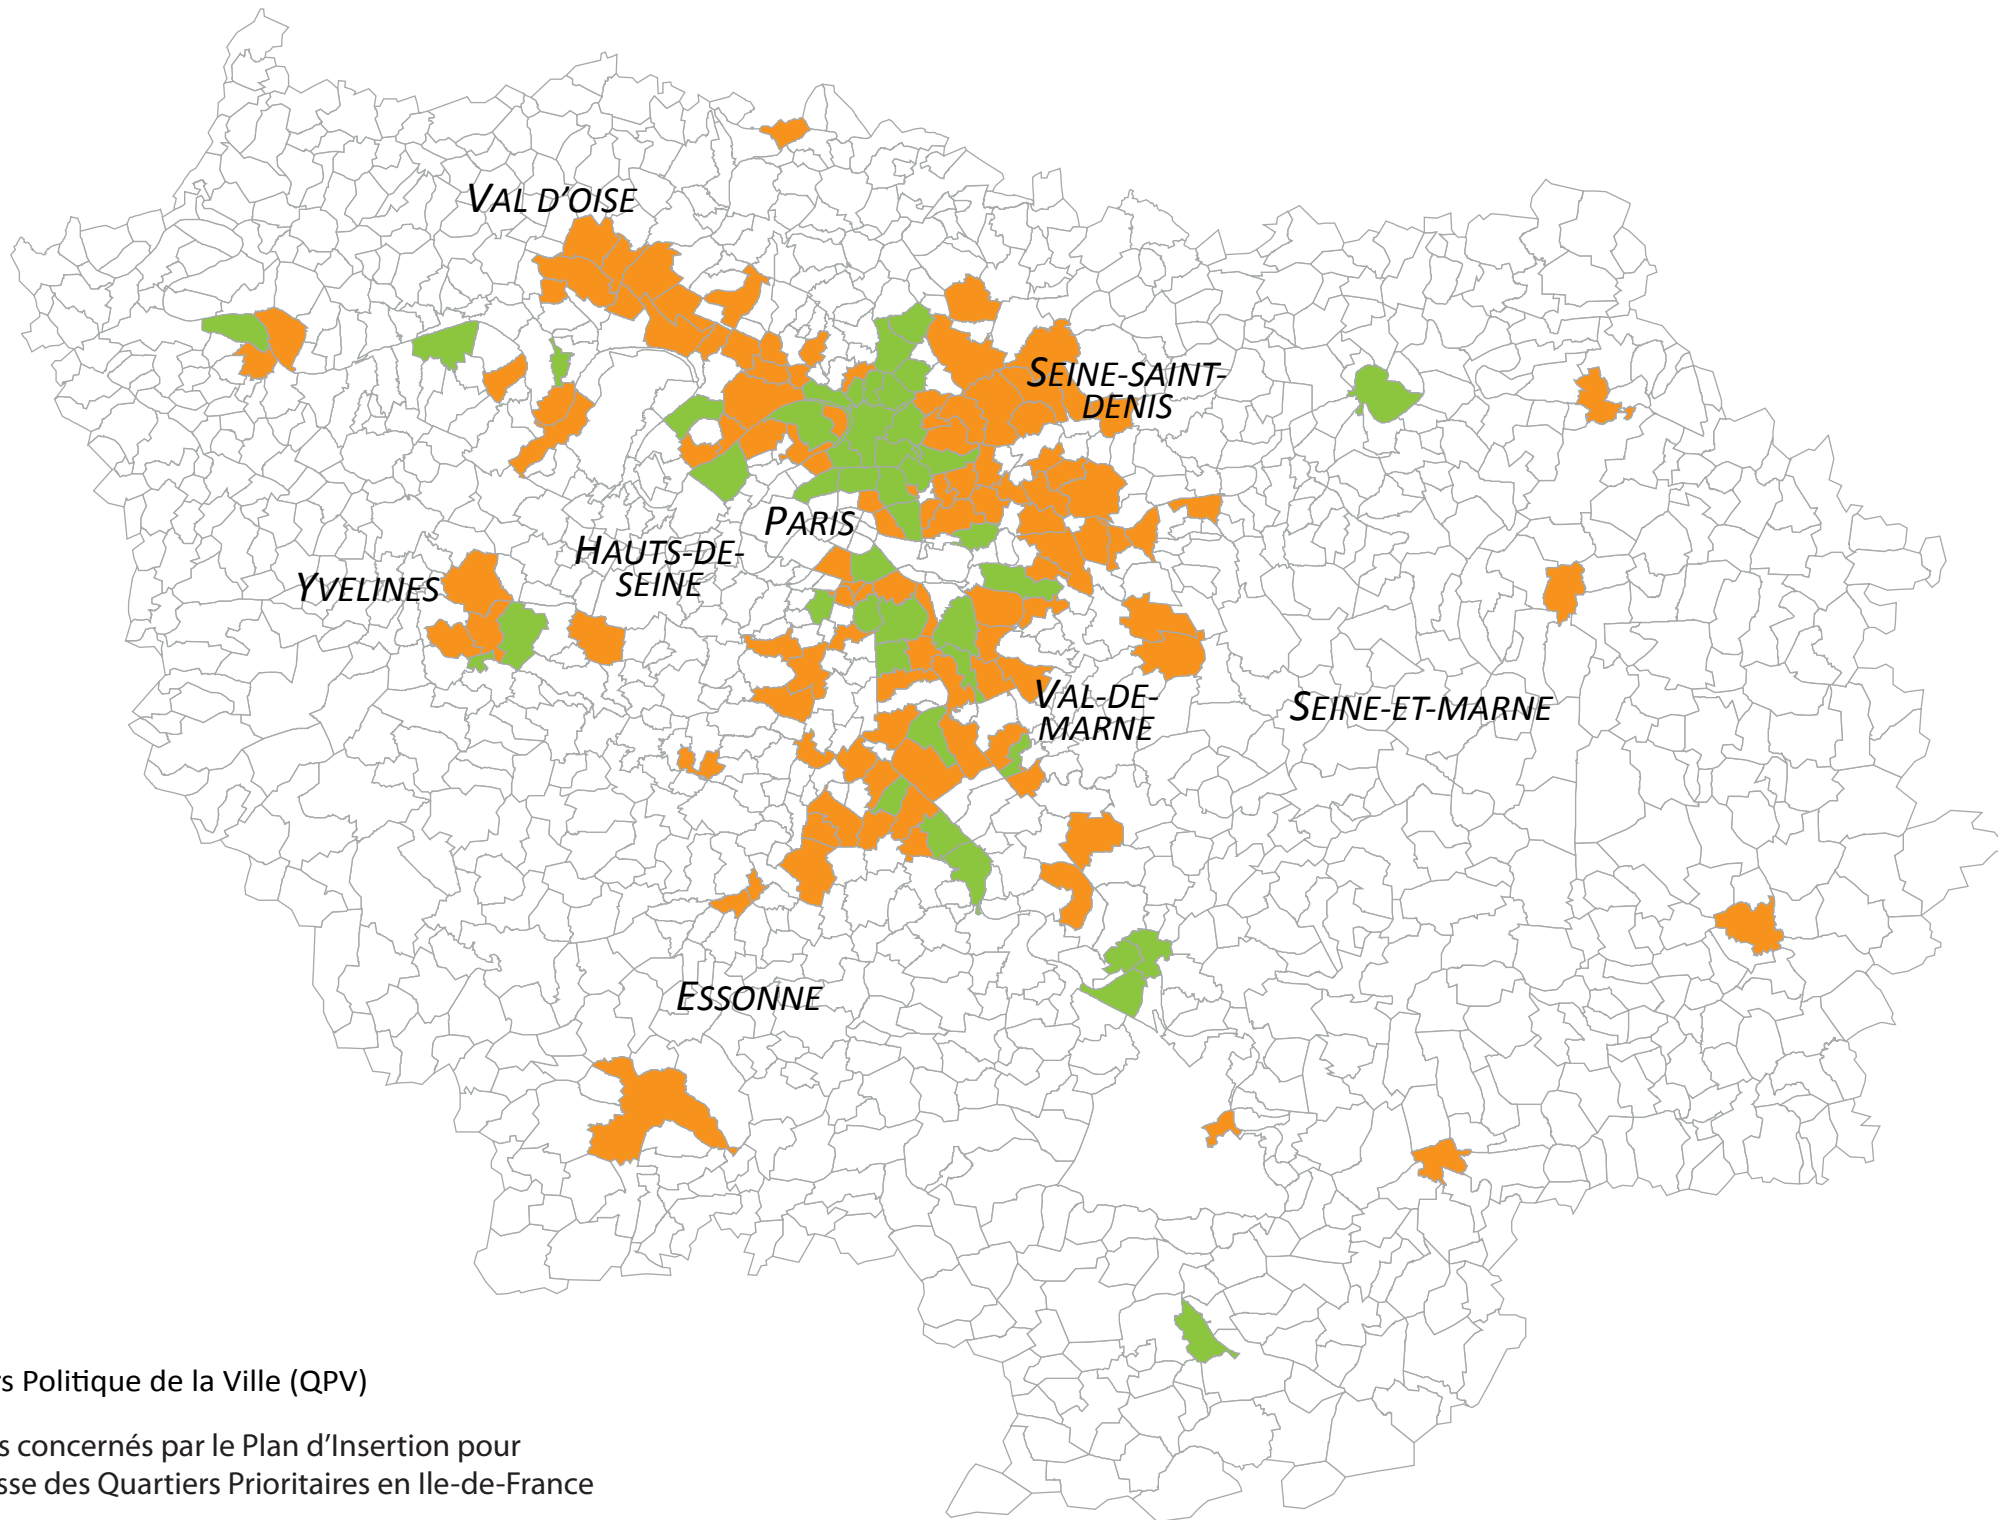 VAL D'OISE
SEINE-SAINT-
DENIS
PARIS
HAUTS-DE-
SEINE
YVELINES
VAL-DE-
MARNE
SEINE-ET-MARNE
ESSONNE
s Politique de la Ville (QPV)
s concernés par le Plan d’Insertion pour
sse des Quartiers Prioritaires en Ile-de-France